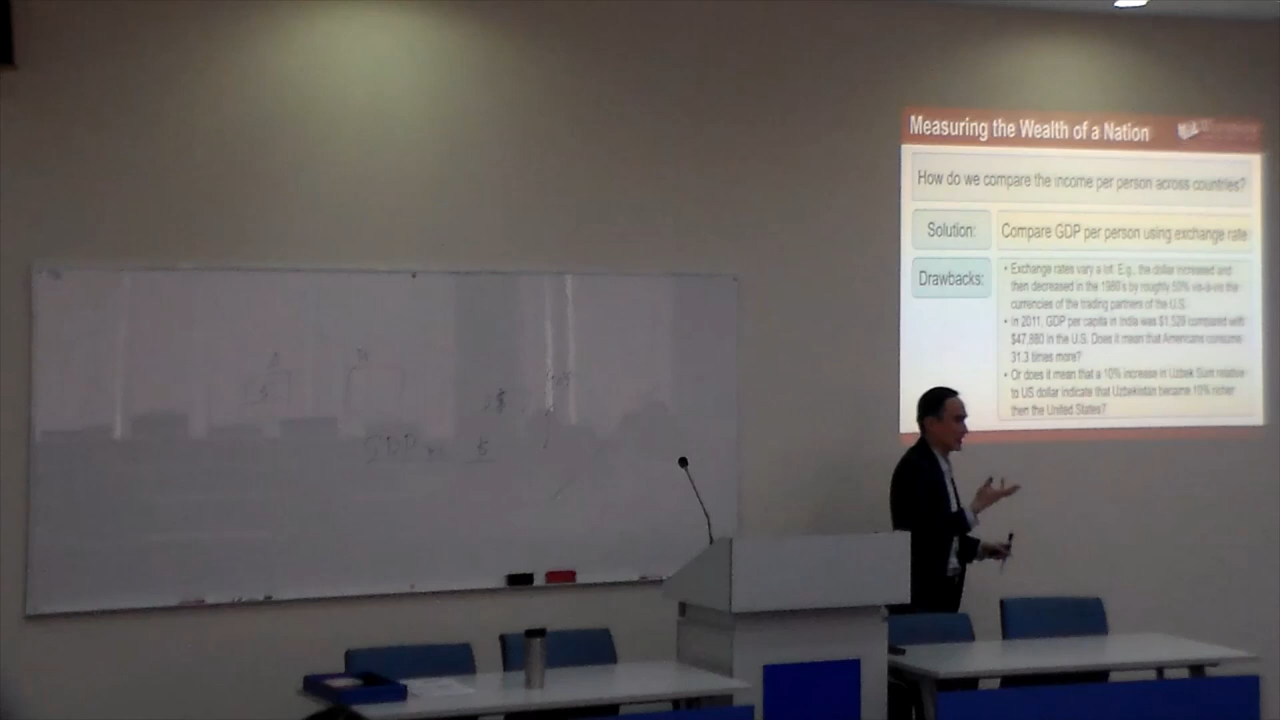 Measuring the Wealth of a Nation
How do we compare the income per person across countries?
Solution:
Compare GDP per person using exchange rate
Drawbacks:
• Exchange rates vary a lot. E.g., the dollar increased and
then decreased in the 1980's by roughly 50% vis-à-vis the
currencies of the trading partners of the U.S.
• In 2011, GDP per capita in India was $1,529 compared with
$47,880 in the U.S. Does it mean that Americans consume
31.3 times more?
• Or does it mean that a 10% increase in Uzbek Sum relative
to US dollar indicate that Uzbekistan became 10% richer
then the United States?
GDP